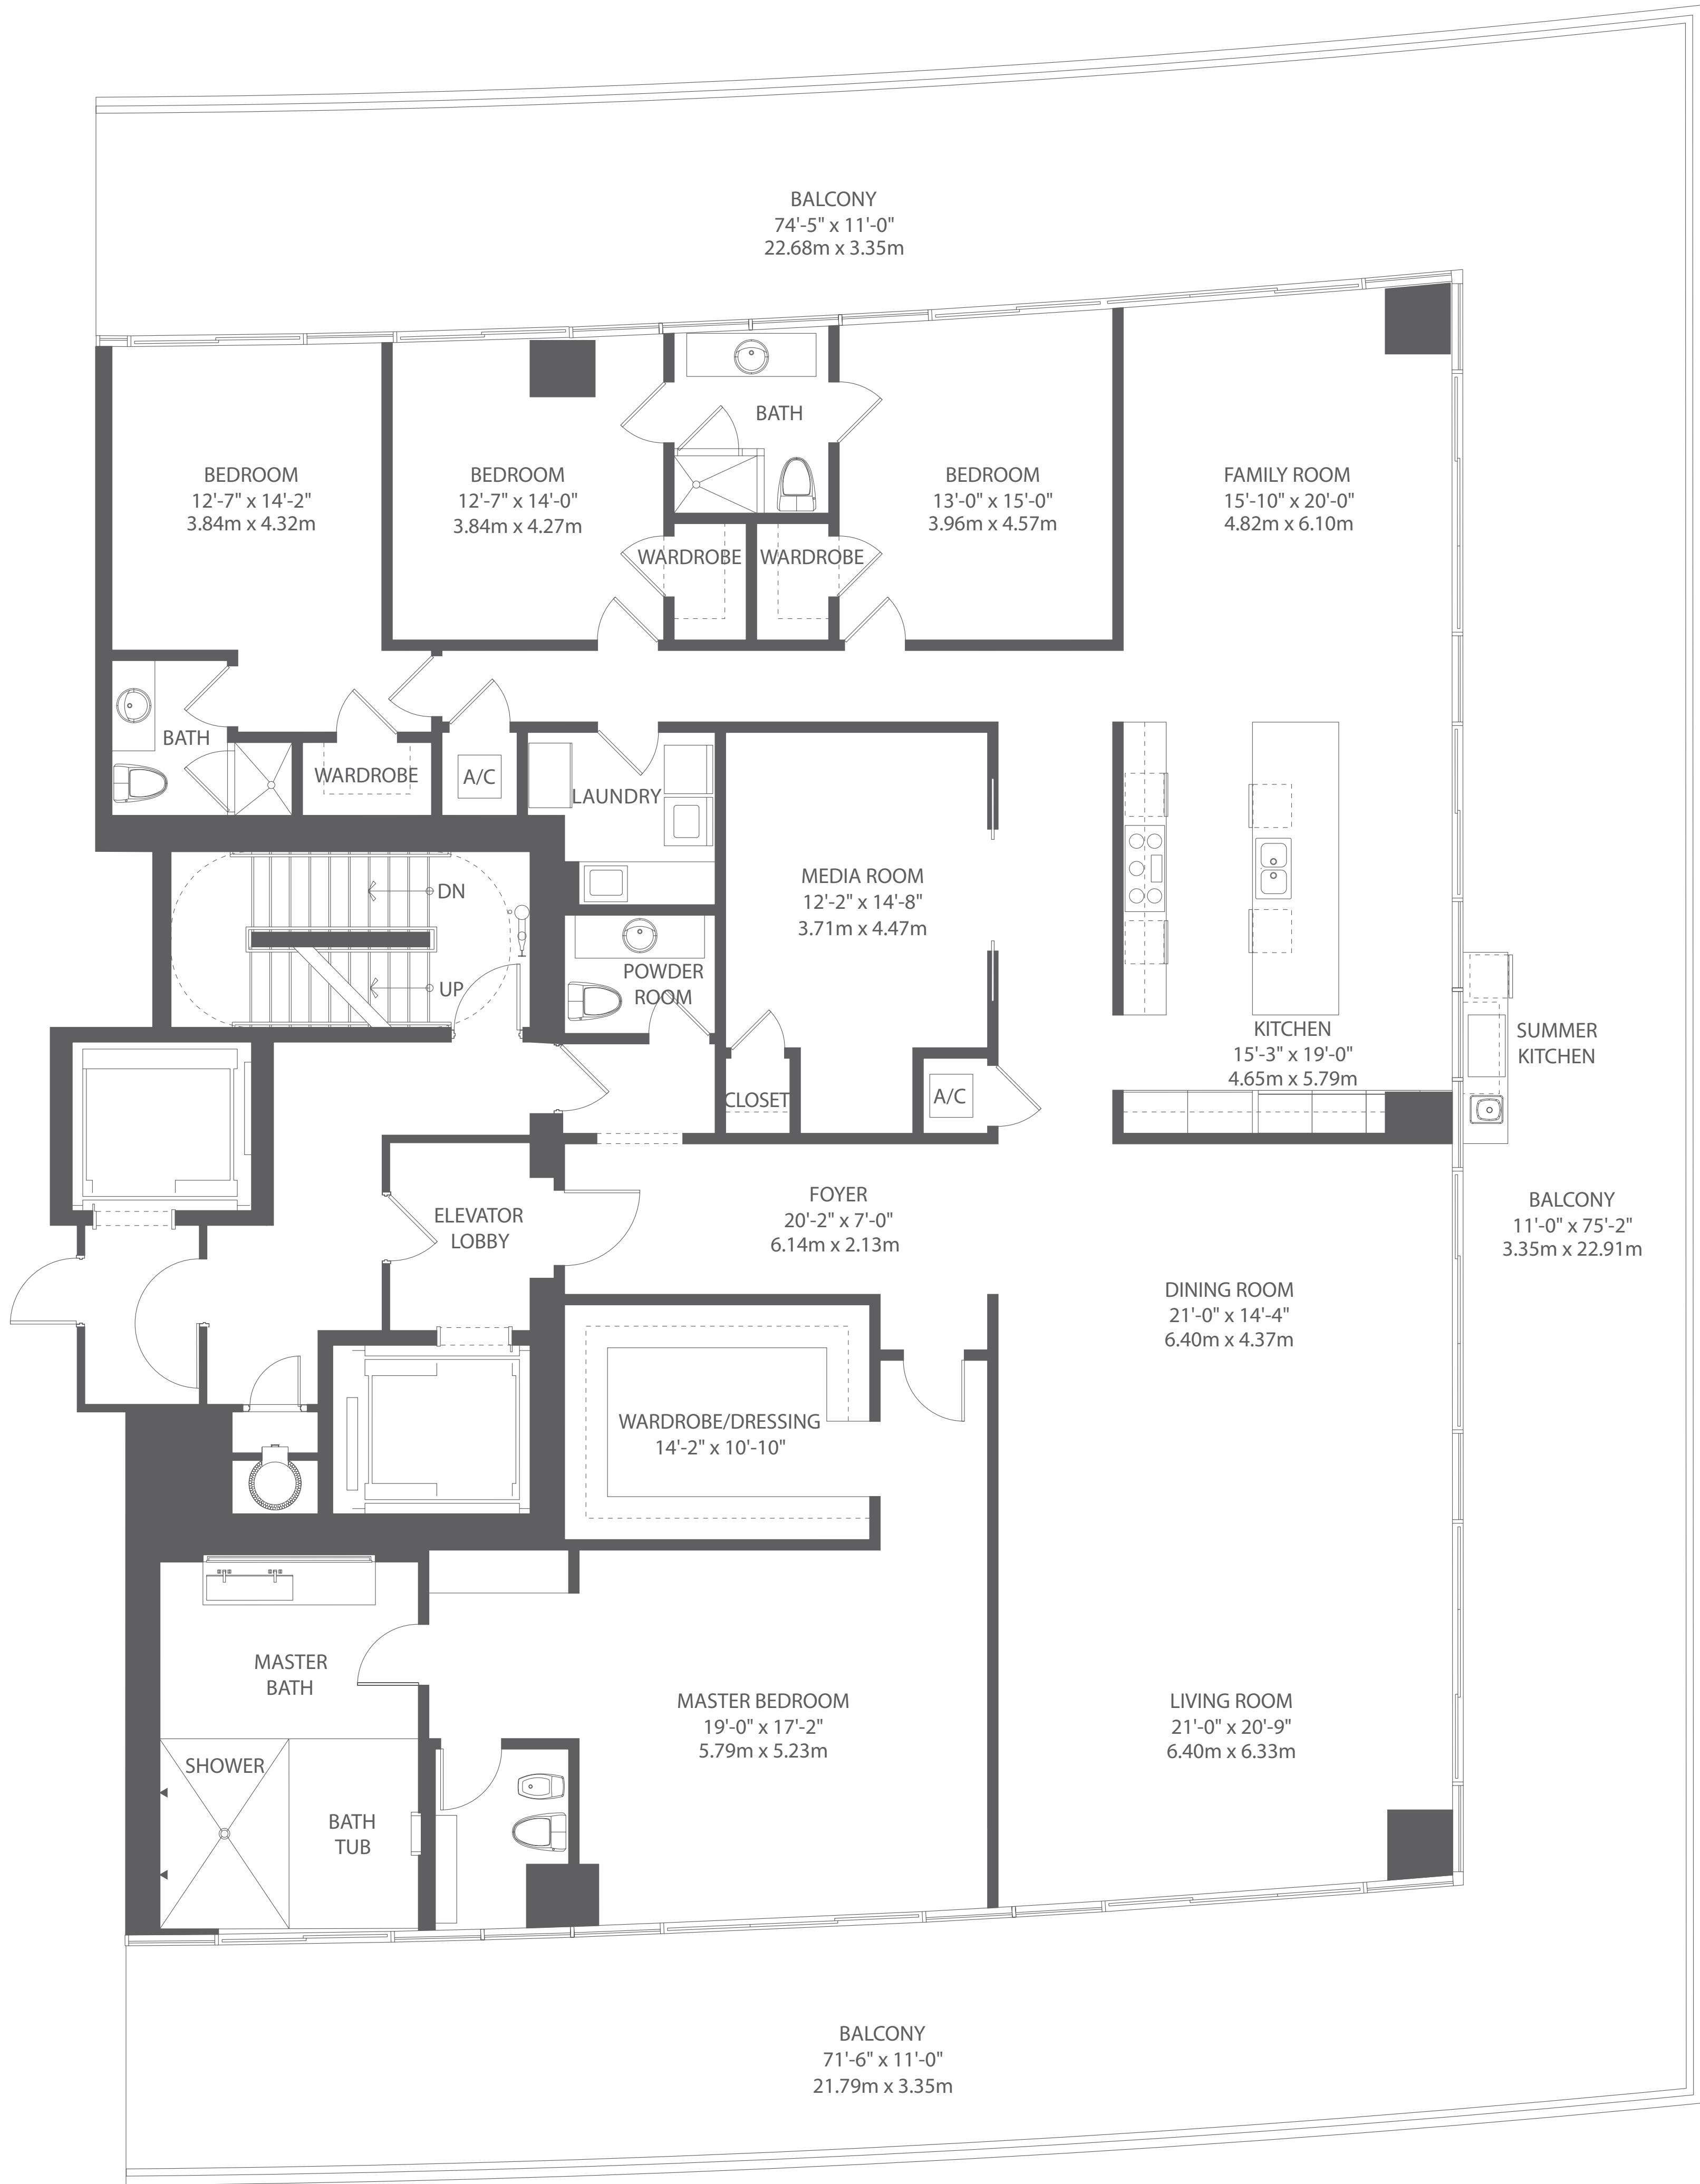 BALCONY
74'-5" x 11'-0"
22.68m x 3.35m
BEDROOM
12'-7" x 14'-2"
3.84m x 4.32m
BEDROOM
12'-7" x 14'-0"
3.84m x 4.27m
BATH
BEDROOM
13'-0" x 15'-0"
3.96m x 4.57m
FAMILY ROOM
15'-10" x 20'-0"
4.82m x 6.10m
WARDROBE
WARDROBE
BATH
WARDROBE
A/C
LAUNDRY
MEDIA ROOM
12'-2" x 14'-8"
3.71m x 4.47m
DN
UP
POWDER
ROOM
KITCHEN
15'-3" x 19'-0"
4.65m x 5.79m
SUMMER
KITCHEN
CLOSET
A/C
ELEVATOR
LOBBY
FOYER
20'-2" x 7'-0"
6.14m x 2.13m
BALCONY
11'-0" x 75'-2"
3.35m x 22.91m
DINING ROOM
21'-0" x 14'-4"
6.40m x 4.37m
WARDROBE/DRESSING
14'-2" x 10'-10"
MASTER
BATH
MASTER BEDROOM
19'-0" x 17'-2"
5.79m x 5.23m
LIVING ROOM
21'-0" x 20'-9"
6.40m x 6.33m
SHOWER
BATH
TUB
BALCONY
71'-6" x 11'-0"
21.79m x 3.35m